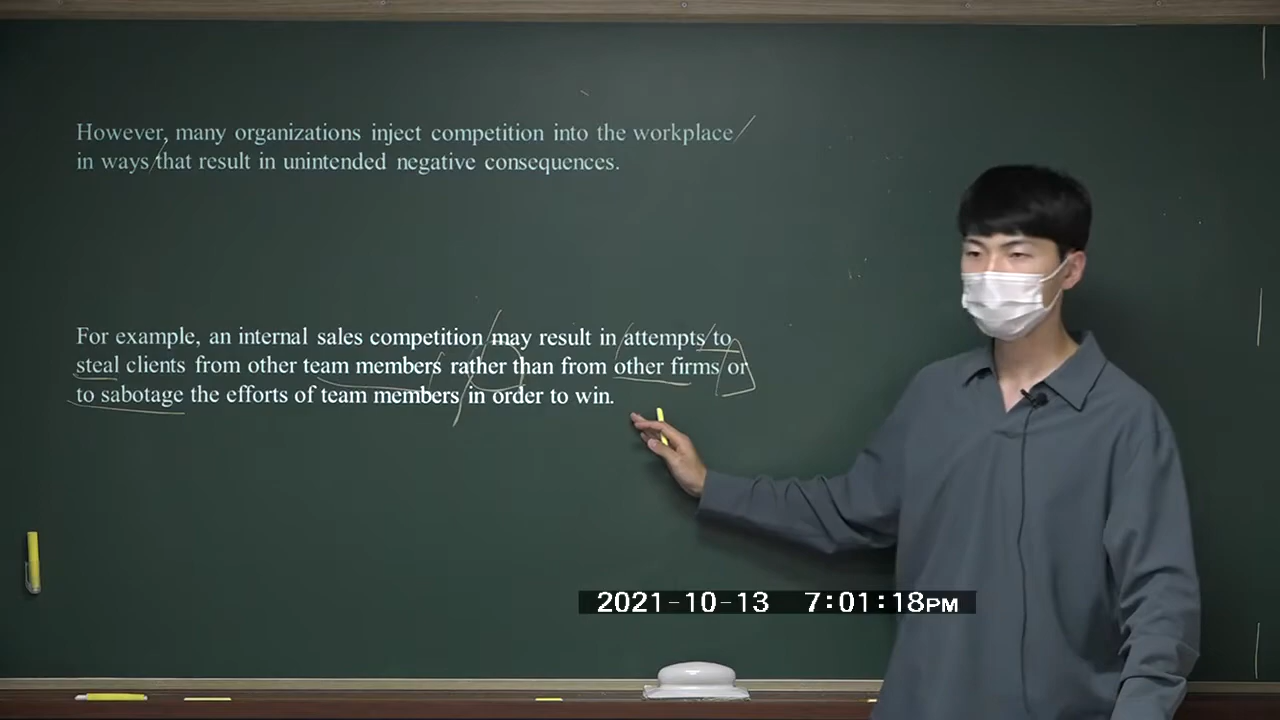 However, many organizations inject competition into the workplace
in ways that result in unintended negative consequences.
For example, an internal sales competition may result in attempts to
steal clients from other team members rather than from other firms or
to sabotage the efforts of team members in order to win.
2021-10-13 7:01:18PM